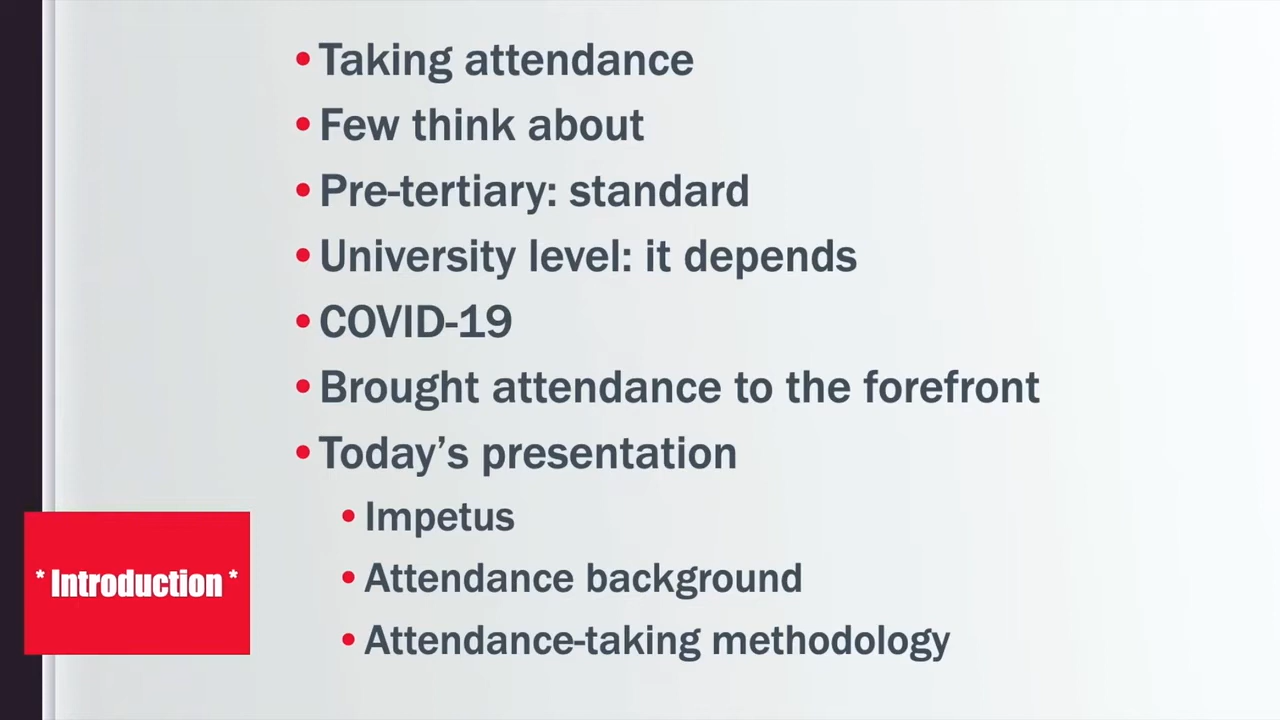 • Taking attendance
• Few think about
• Pre-tertiary: standard
• University level: it depends
• COVID-19
• Brought attendance to the forefront
• Today’s presentation
• Impetus
• Attendance background
• Attendance-taking methodology
* Introduction *